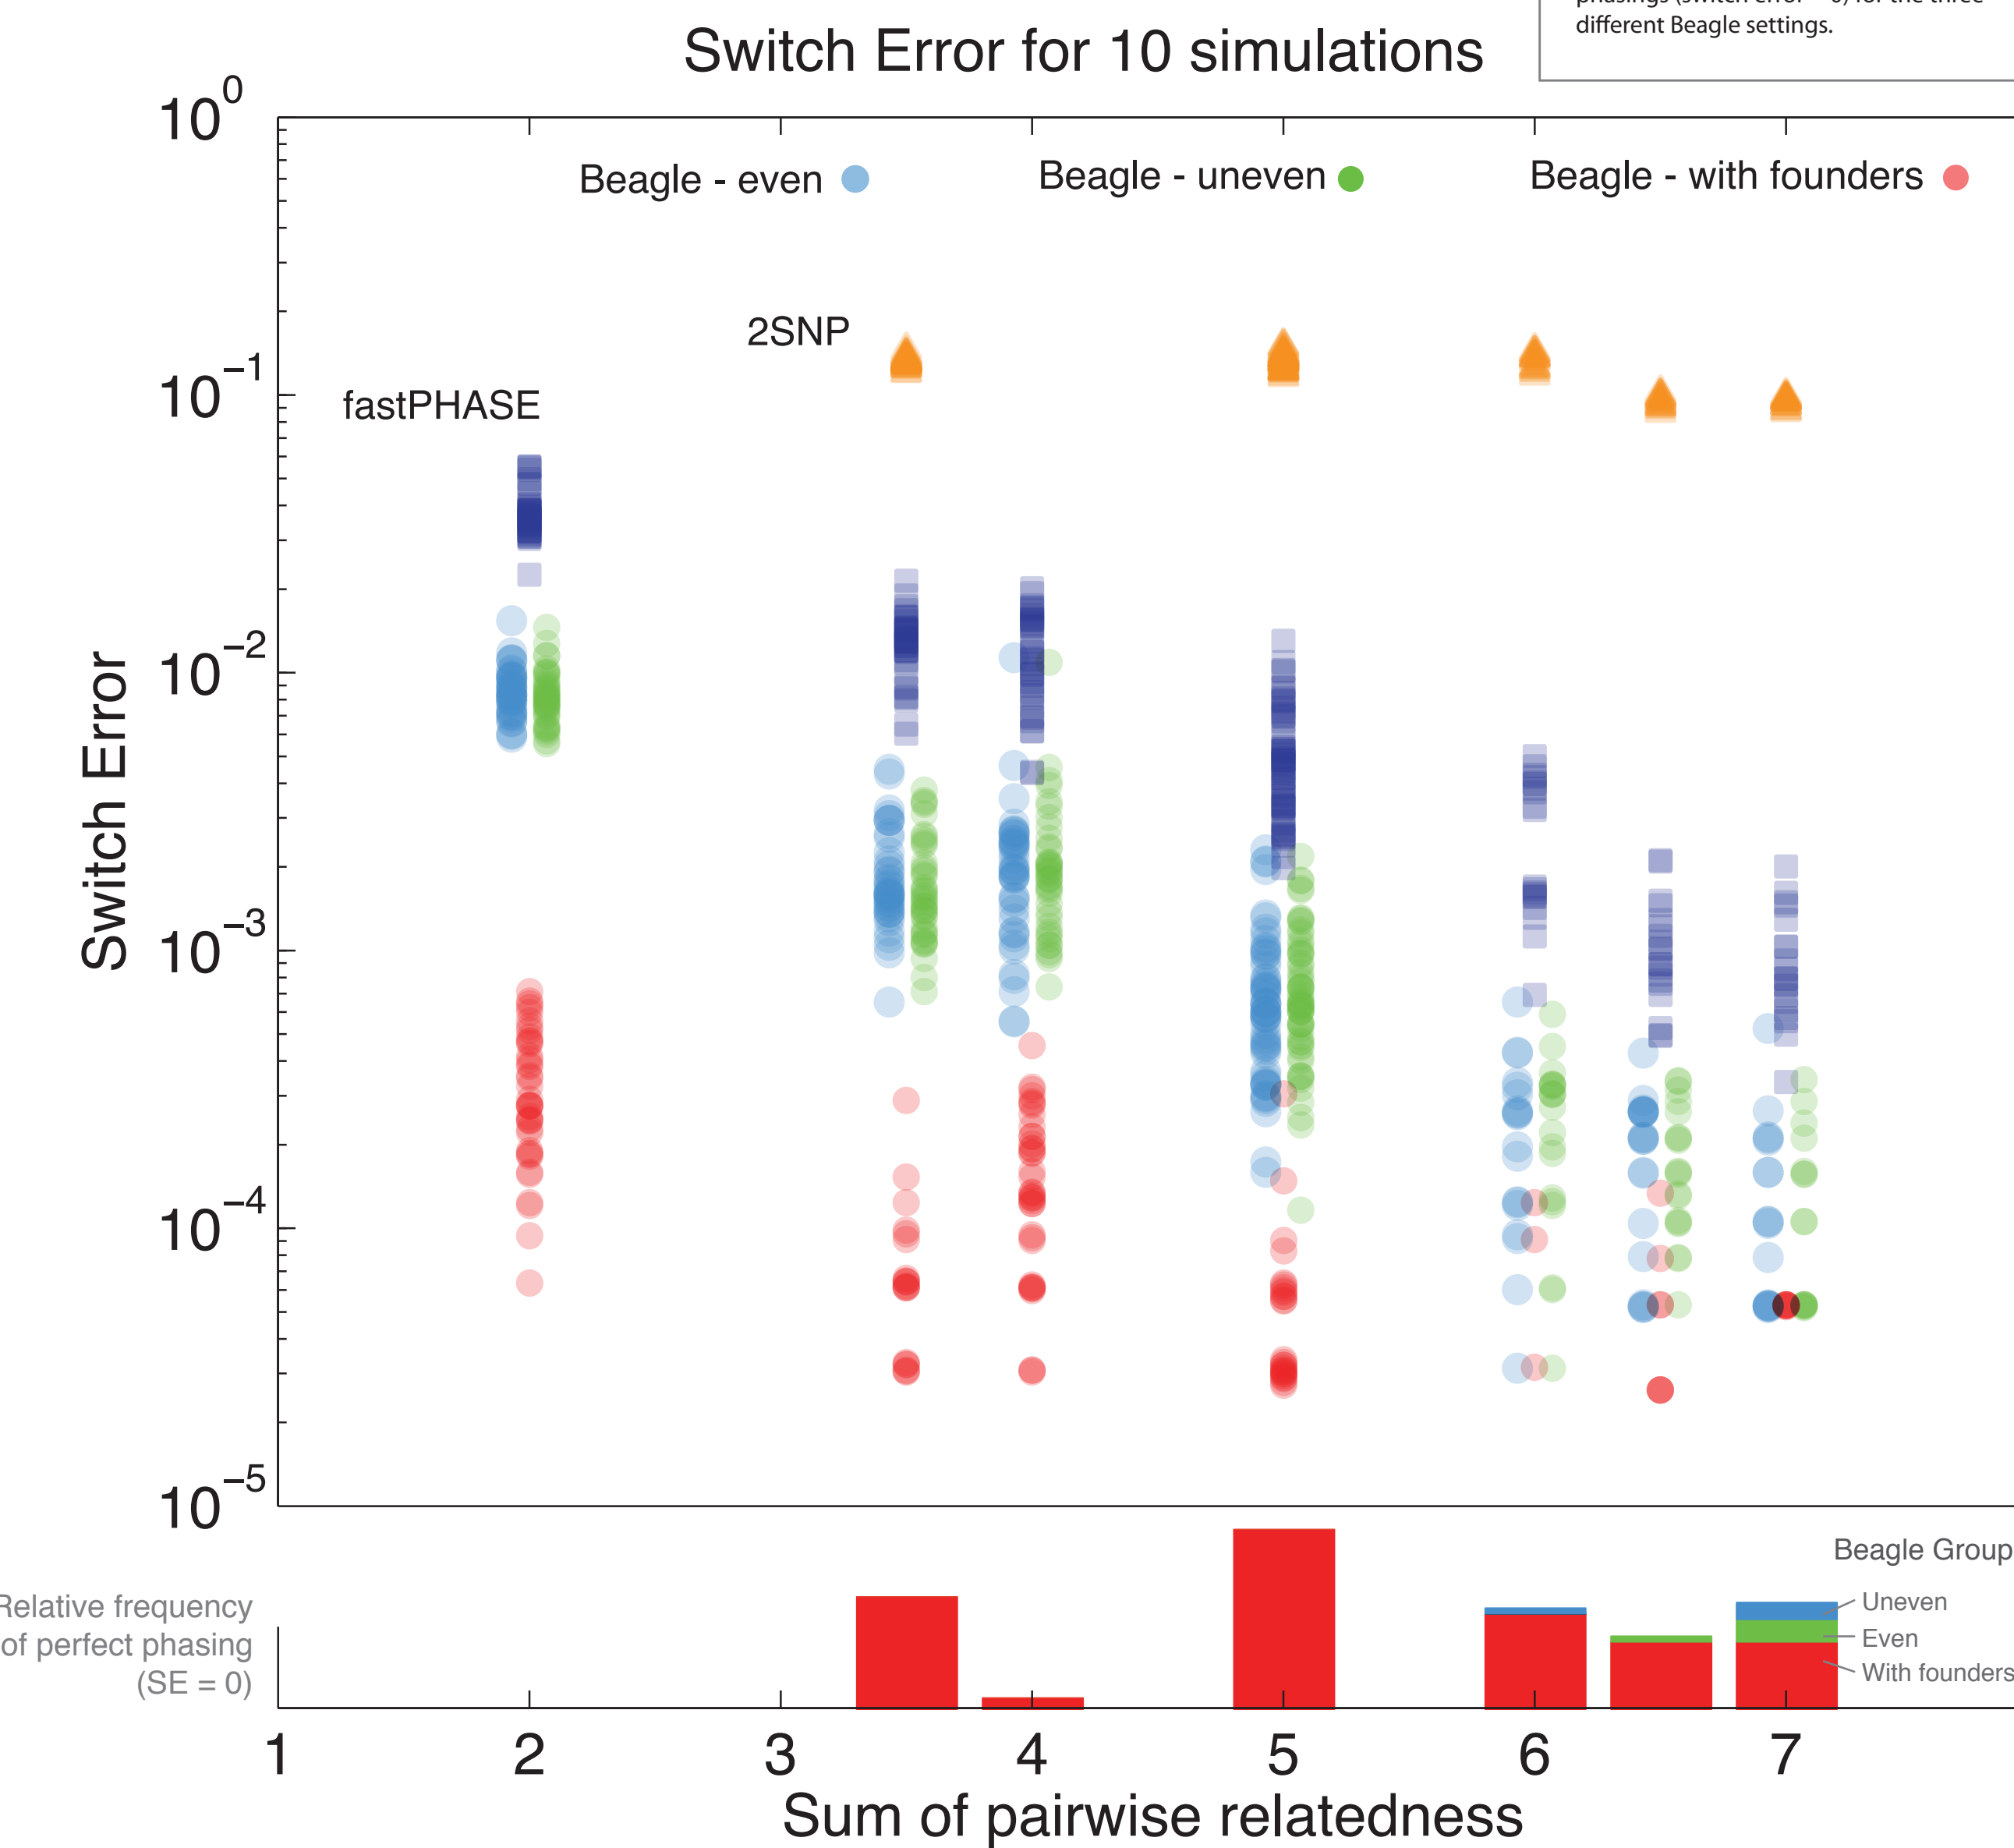 different Beagle settings.
Switch Error for 10 simulations
10^0
Beagle - even
Beagle - uneven
Beagle - with founders
2SNP
10^−1
fastPHASE
10^−2
Switch Error
10^−3
10^−4
10^−5
Beagle Group
Relative frequency
of perfect phasing
(SE = 0)
Uneven
Even
With founders
1 2 3 4 5 6 7
Sum of pairwise relatedness